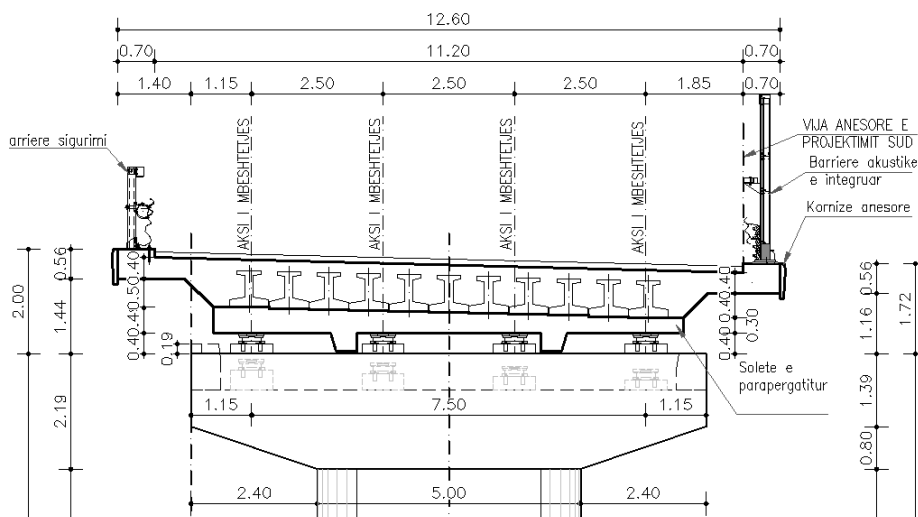 12.60
0.70
11.20
0.70
1.40
1.15
2.50
2.50
2.50
1.85
0.70
AKSI I MBESHTETJES
AKSI I MBESHTETJES
AKSI I MBESHTETJES
AKSI I MBESHTETJES
VIJA ANESORE E
PROJEKTIMIT SUD
arriere sigurimi
Barriere akustike
e integruar
Kornize anesore
2.00
0.56
1.44
2.19
0.40
0.50
0.40
0.19
0.40
0.40
0.40
0.30
0.56
1.16
1.72
1.39
0.80
Solete e
parapergatitur
1.15
7.50
1.15
2.40
5.00
2.40